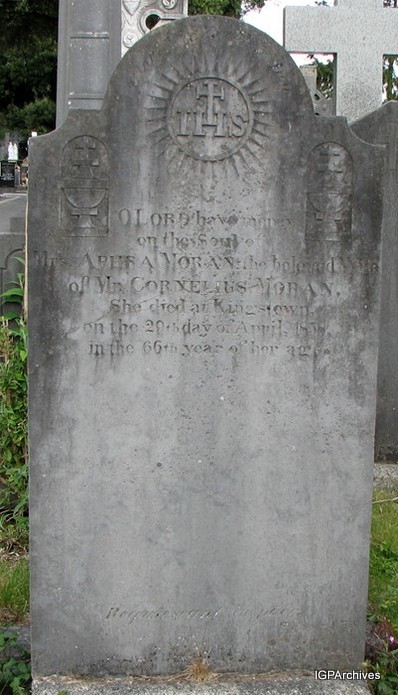 IHS
O LORD have mercy
on the Soul of
Mrs. APHRA MORAN, the beloved Wife
of Mr. CORNELIUS MORAN.
She died at Kingstown,
on the 29th day of April,
in the 66th year of her age
IGPArchives